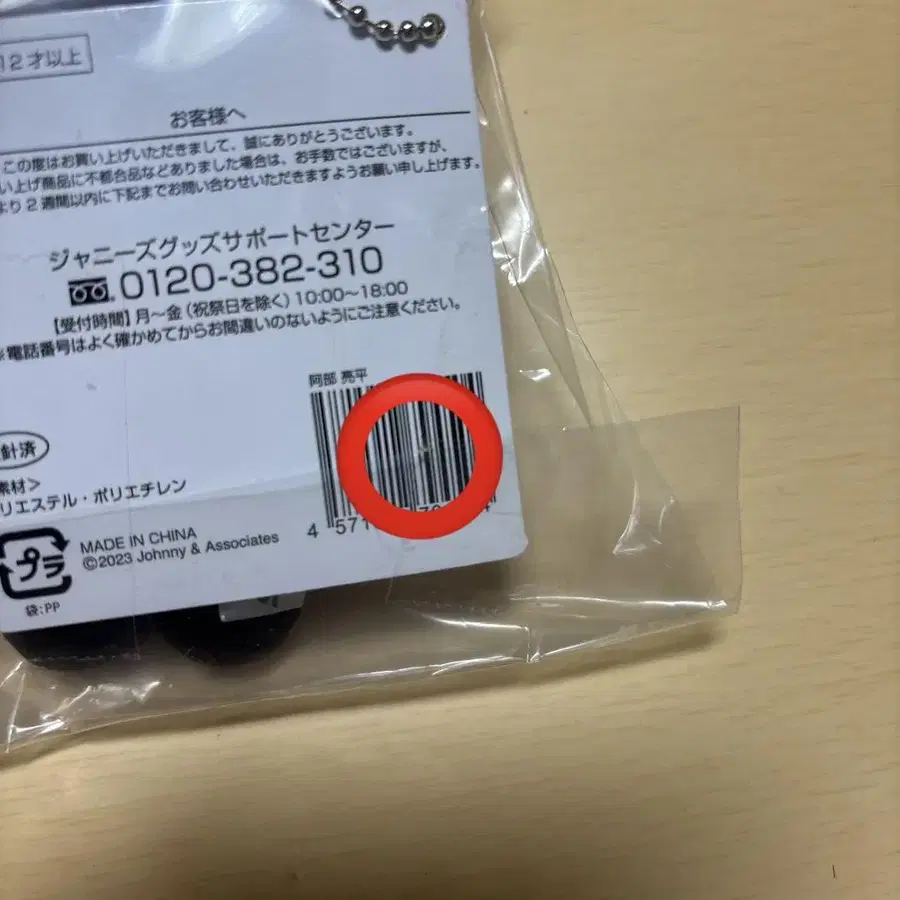 12才以上
お客様へ
この度はお買い上げいただきまして、誠にありがとうございます。
い上げ商品に不都合品などありました場合は、お手数ではございますが、
より2週間以内に下記までお問い合わせいただきますようお願い申し上げます。
ジャニーズグッズサポートセンター
0120-382-310
【受付時間】月～金（祝祭日を除く）10:00～18:00
※電話番号はよく確かめてからお間違いのないようにご注意ください。
阿部 亮平
針済
素材＞
リエステル・ポリエチレン
4 571
プラ
MADE IN CHINA
©2023 Johnny & Associates
袋:PP